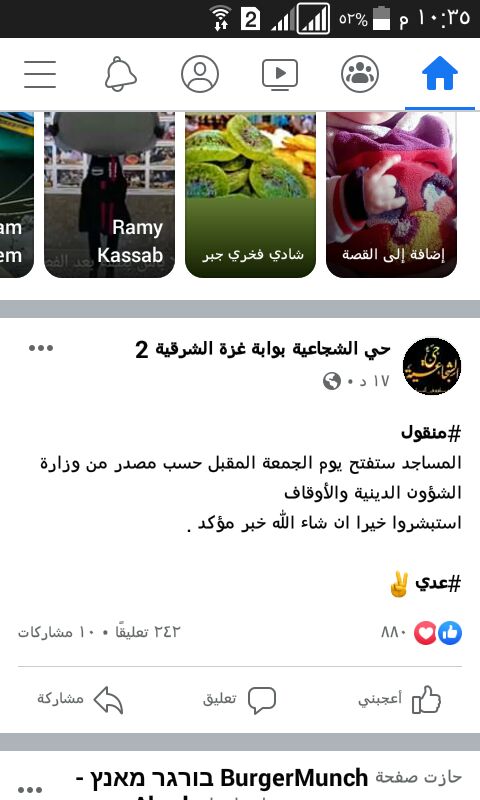 ١٠:٣٥ م ٥٢% 2
إضافة إلى القصة
شادي فخري جبر
Ramy
Kassab
am
em
حي الشجاعية بوابة غزة الشرقية 2
١٧ د •
#منقول
المساجد ستفتح يوم الجمعة المقبل حسب مصدر من وزارة
الشؤون الدينية والأوقاف
استبشروا خيرا ان شاء الله خبر مؤكد .
#عدي ✌
٨٨٠
٢٤٢ تعليقًا • ١٠ مشاركات
أعجبني
تعليق
مشاركة
حازت صفحة BurgerMunch בורגר מאנץ -